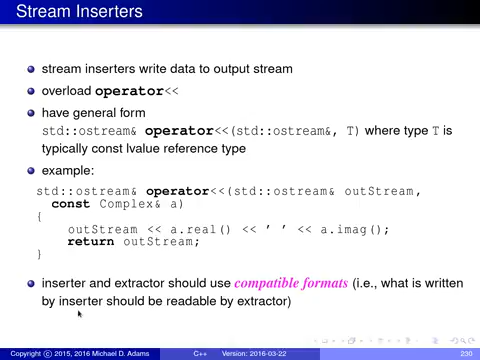 Stream Inserters
stream inserters write data to output stream
overload operator<<
have general form
std::ostream& operator<<(std::ostream&, T) where type T is
typically const lvalue reference type
example:
std::ostream& operator<<(std::ostream& outStream,
const Complex& a)
{
outStream << a.real() << ' ' << a.imag();
return outStream;
}
inserter and extractor should use compatible formats (i.e., what is written
by inserter should be readable by extractor)
Copyright © 2015, 2016 Michael D. Adams C++ Version: 2016-03-22 230